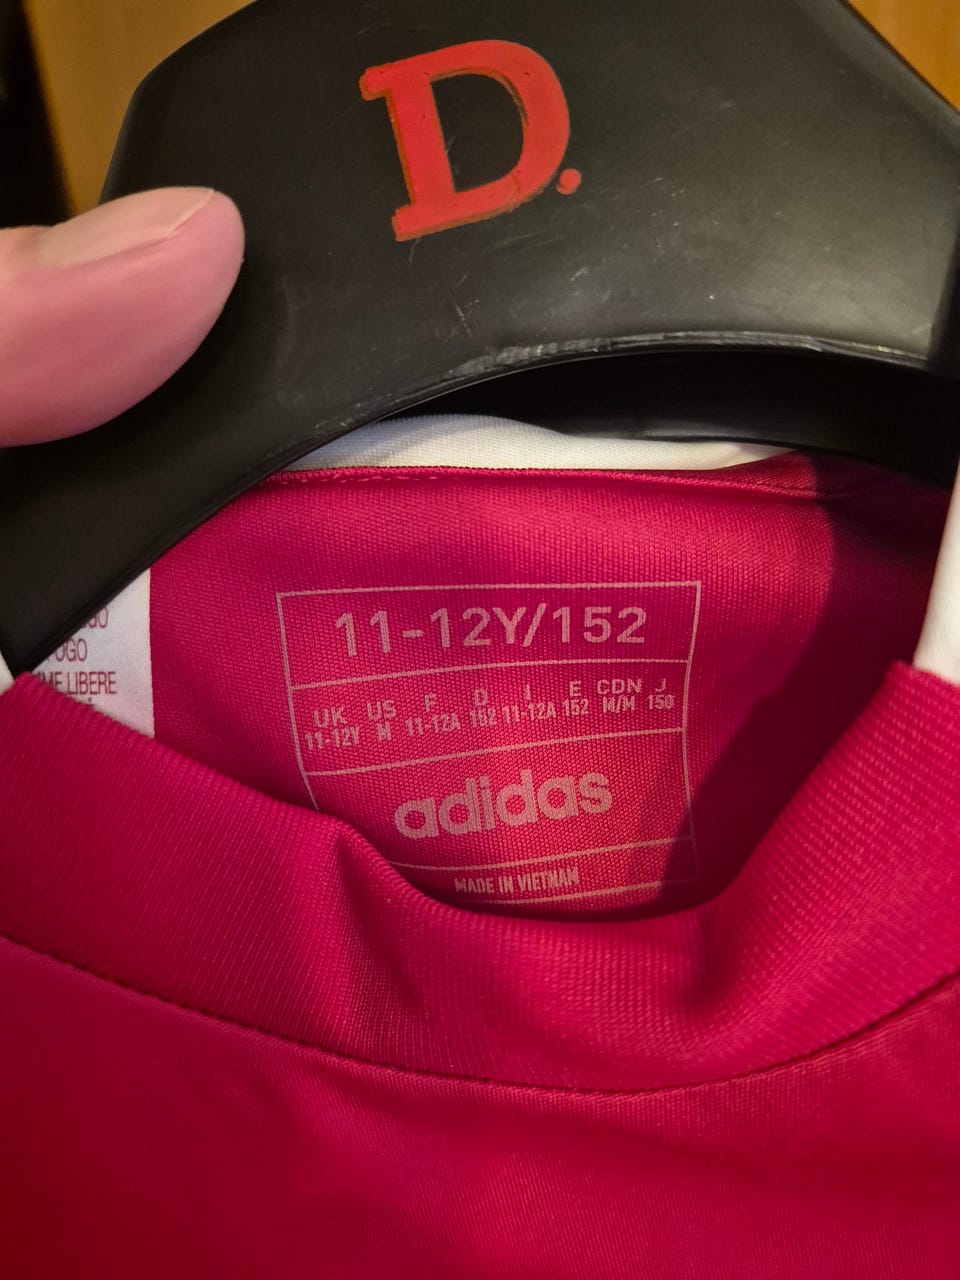 D.
11-12Y/152
UK US F D I E CDN J
11-12Y M 11-12A 152 11-12A 152 M/M 150
adidas
MADE IN VIETNAM
LIBERE